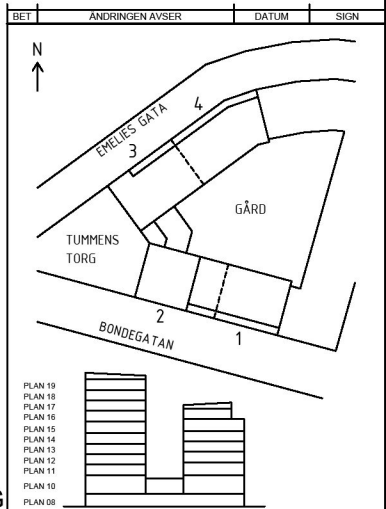 BET ÄNDRINGEN AVSER DATUM SIGN
N
EMELIES GATA
4
3
GÅRD
TUMMENS
TORG
2
1
BONDEGATAN
PLAN 19
PLAN 18
PLAN 17
PLAN 16
PLAN 15
PLAN 14
PLAN 13
PLAN 12
PLAN 11
PLAN 10
PLAN 08